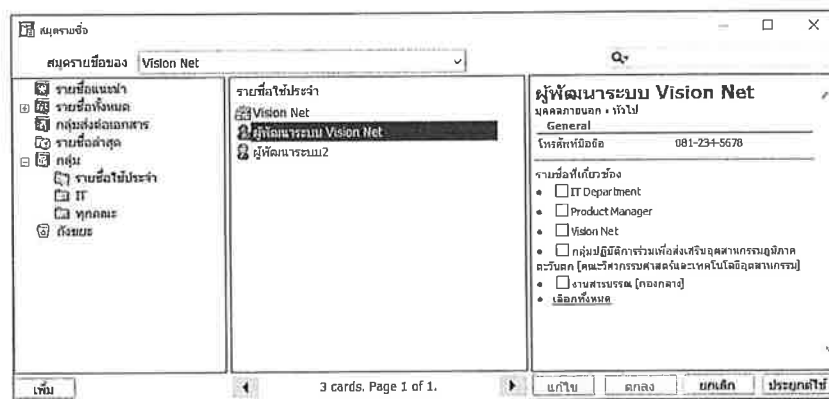 สมุดรายชื่อ
สมุดรายชื่อของ Vision Net
รายชื่อแนะนำ
รายชื่อทั้งหมด
กลุ่มส่งต่อเอกสาร
รายชื่อล่าสุด
กลุ่ม
รายชื่อใช้ประจำ
IT
ทุกคณะ
ถังขยะ
เพิ่ม
รายชื่อใช้ประจำ
Vision Net
ผู้พัฒนาระบบ Vision Net
ผู้พัฒนาระบบ2
3 cards. Page 1 of 1.
ผู้พัฒนาระบบ Vision Net
บุคคลภายนอก • ทั่วไป
General
โทรศัพท์มือถือ 081-234-5678
รายชื่อที่เกี่ยวข้อง
• IT Department
• Product Manager
• Vision Net
• กลุ่มปฏิบัติการร่วมเพื่อส่งเสริมอุตสาหกรรมภูมิภาค
ตะวันตก [คณะวิศวกรรมศาสตร์และเทคโนโลยีอุตสาหกรรม]
• งานสารบรรณ [กองกลาง]
• เลือกทั้งหมด
แก้ไข ตกลง ยกเลิก ประยุกต์ใช้